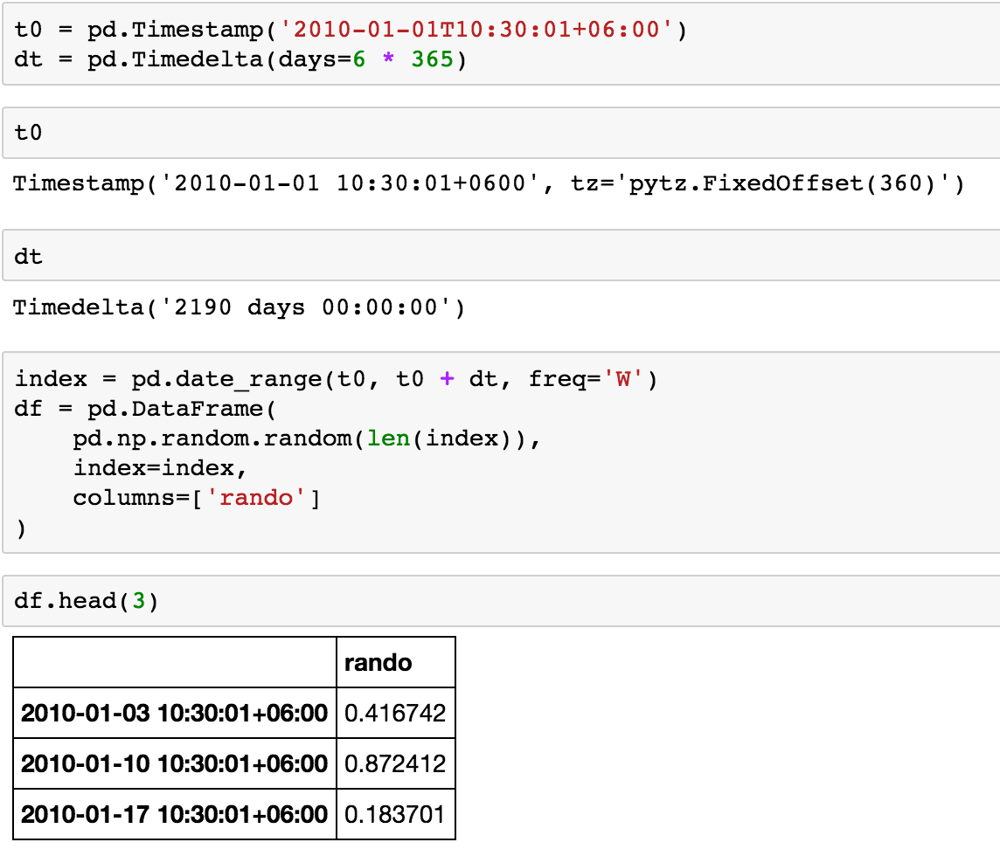 t0 = pd.Timestamp('2010-01-01T10:30:01+06:00')
dt = pd.Timedelta(days=6 * 365)
t0
Timestamp('2010-01-01 10:30:01+0600', tz='pytz.FixedOffset(360)')
dt
Timedelta('2190 days 00:00:00')
index = pd.date_range(t0, t0 + dt, freq='W')
df = pd.DataFrame(
    pd.np.random.random(len(index)),
    index=index,
    columns=['rando']
)
df.head(3)
rando
2010-01-03 10:30:01+06:00 0.416742
2010-01-10 10:30:01+06:00 0.872412
2010-01-17 10:30:01+06:00 0.183701